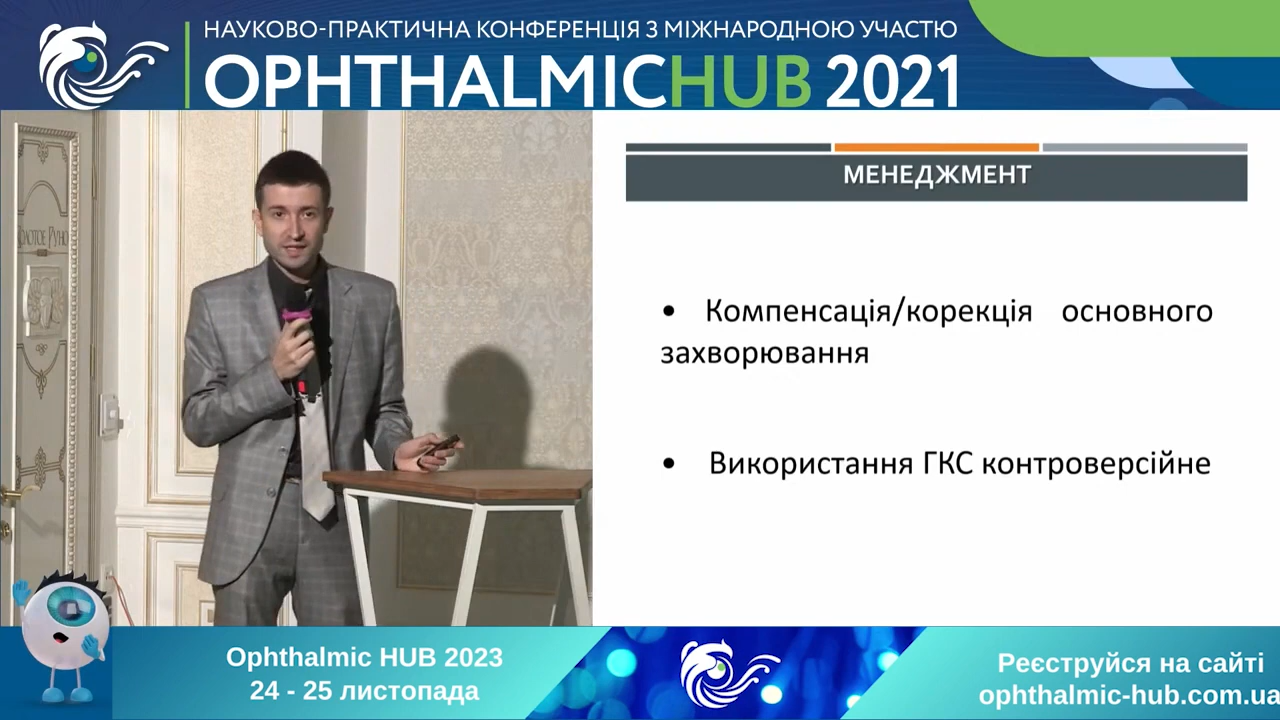 НАУКОВО-ПРАКТИЧНА КОНФЕРЕНЦІЯ З МІЖНАРОДНОЮ УЧАСТЮ
OPHTHALMICHUB 2021
МЕНЕДЖМЕНТ
• Компенсація/корекція основного
захворювання
• Використання ГКС контроверсійне
Ophthalmic HUB 2023
24 - 25 листопада
Реєструйся на сайті
ophthalmic-hub.com.ua